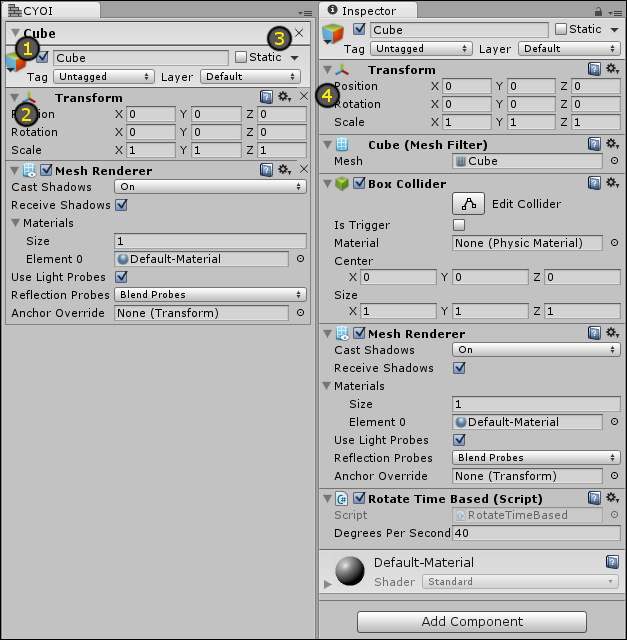 CYOI
Cube
3
1
Cube
Static
Tag Untagged Layer Default
Transform
2
Position X 0 Y 0 Z 0
Rotation X 0 Y 0 Z 0
Scale X 1 Y 1 Z 1
Mesh Renderer
Cast Shadows On
Receive Shadows
Materials
Size 1
Element 0 Default-Material
Use Light Probes
Reflection Probes Blend Probes
Anchor Override None (Transform)
Inspector
Cube
Static
Tag Untagged Layer Default
Transform
4
Position X 0 Y 0 Z 0
Rotation X 0 Y 0 Z 0
Scale X 1 Y 1 Z 1
Cube (Mesh Filter)
Mesh Cube
Box Collider
Edit Collider
Is Trigger
Material None (Physic Material)
Center
X 0 Y 0 Z 0
Size
X 1 Y 1 Z 1
Mesh Renderer
Cast Shadows On
Receive Shadows
Materials
Size 1
Element 0 Default-Material
Use Light Probes
Reflection Probes Blend Probes
Anchor Override None (Transform)
Rotate Time Based (Script)
Script RotateTimeBased
Degrees Per Second 40
Default-Material
Shader Standard
Add Component